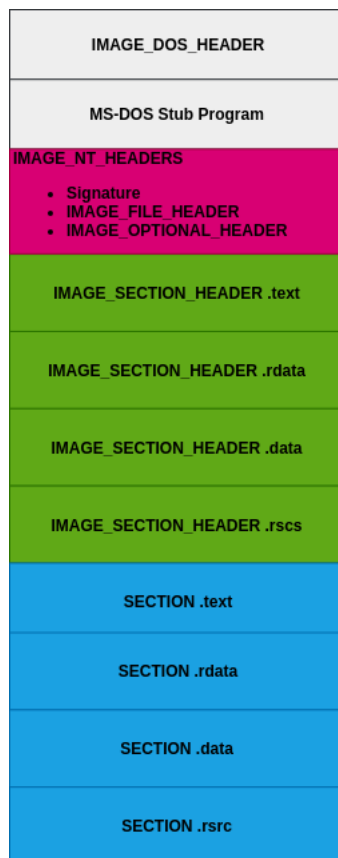 IMAGE_DOS_HEADER
MS-DOS Stub Program
IMAGE_NT_HEADERS
• Signature
• IMAGE_FILE_HEADER
• IMAGE_OPTIONAL_HEADER
IMAGE_SECTION_HEADER .text
IMAGE_SECTION_HEADER .rdata
IMAGE_SECTION_HEADER .data
IMAGE_SECTION_HEADER .rscs
SECTION .text
SECTION .rdata
SECTION .data
SECTION .rsrc